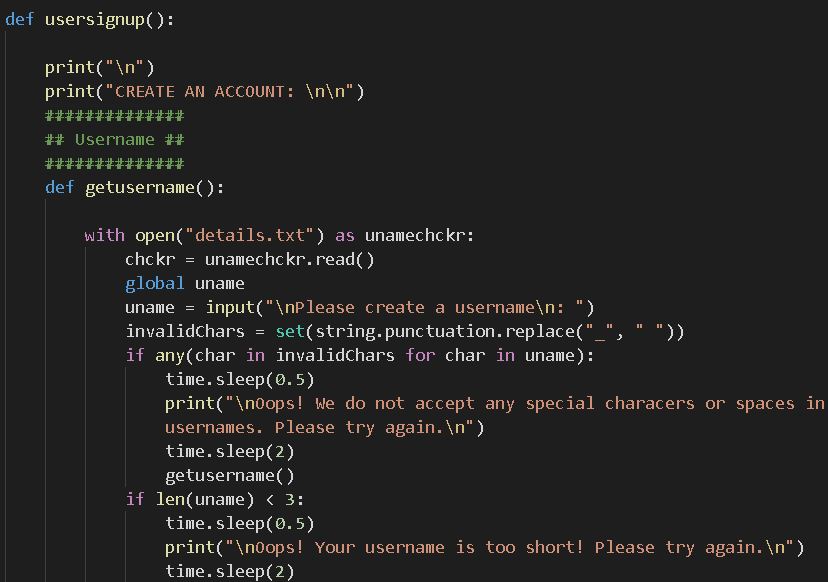 def usersignup():
print("\n")
print("CREATE AN ACCOUNT: \n\n")
##############
## Username ##
##############
def getusername():
with open("details.txt") as unamechckr:
chckr = unamechckr.read()
global uname
uname = input("\nPlease create a username\n: ")
invalidChars = set(string.punctuation.replace("_", " "))
if any(char in invalidChars for char in uname):
time.sleep(0.5)
print("\nOops! We do not accept any special characers or spaces in
usernames. Please try again.\n")
time.sleep(2)
getusername()
if len(uname) < 3:
time.sleep(0.5)
print("\nOops! Your username is too short! Please try again.\n")
time.sleep(2)